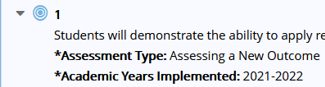 1
Students will demonstrate the ability to apply
*Assessment Type: Assessing a New Outcome
*Academic Years Implemented: 2021-2022